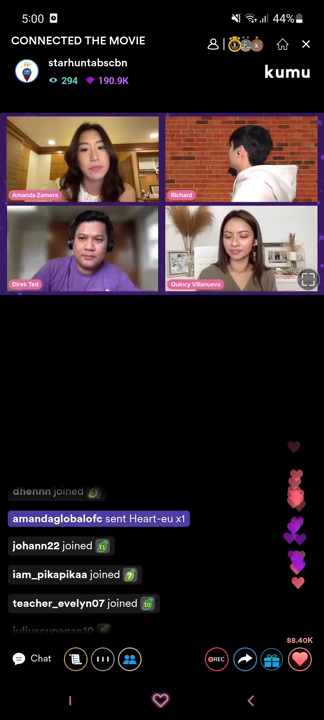 5:00
44%
CONNECTED THE MOVIE
starhuntabscbn
294
190.9K
kumu
Amanda Zamora
Richard
Direk Ted
Quincy Villanueva
dhennn joined
amandaglobalofc sent Heart-eu x1
johann22 joined
iam_pikapikaa joined
teacher_evelyn07 joined
88.40K
Chat
REC